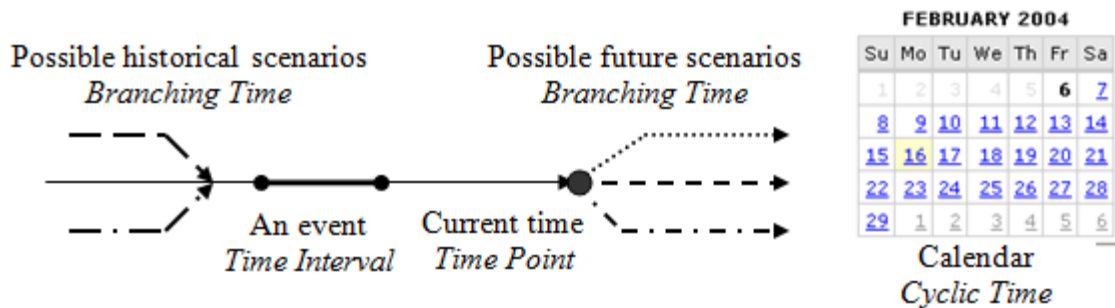 Possible historical scenarios
Branching Time
An event
Time Interval
Current time
Time Point
Possible future scenarios
Branching Time
FEBRUARY 2004
Su Mo Tu We Th Fr Sa
1 2 3 4 5 6 7
8 9 10 11 12 13 14
15 16 17 18 19 20 21
22 23 24 25 26 27 28
29 1 2 3 4 5 6
Calendar
Cyclic Time